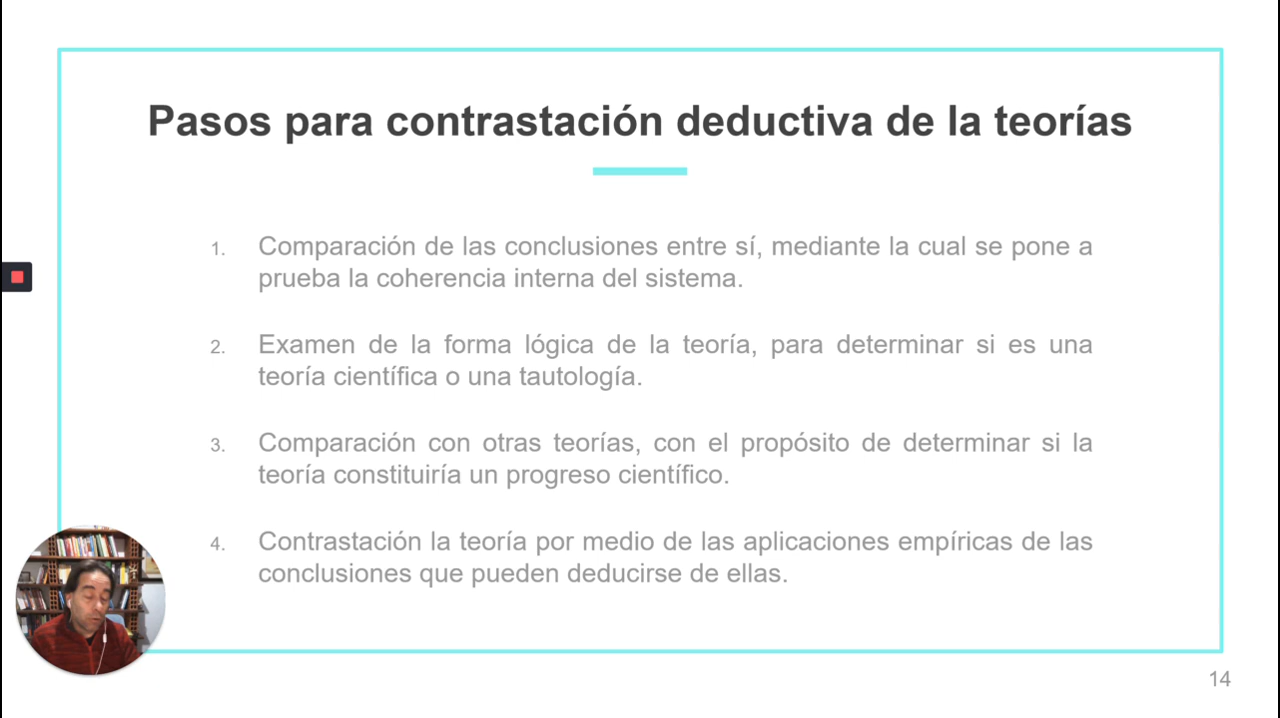 Pasos para contrastación deductiva de la teorías
1. Comparación de las conclusiones entre sí, mediante la cual se pone a
prueba la coherencia interna del sistema.
2. Examen de la forma lógica de la teoría, para determinar si es una
teoría científica o una tautología.
3. Comparación con otras teorías, con el propósito de determinar si la
teoría constituiría un progreso científico.
4. Contrastación la teoría por medio de las aplicaciones empíricas de las
conclusiones que pueden deducirse de ellas.
14